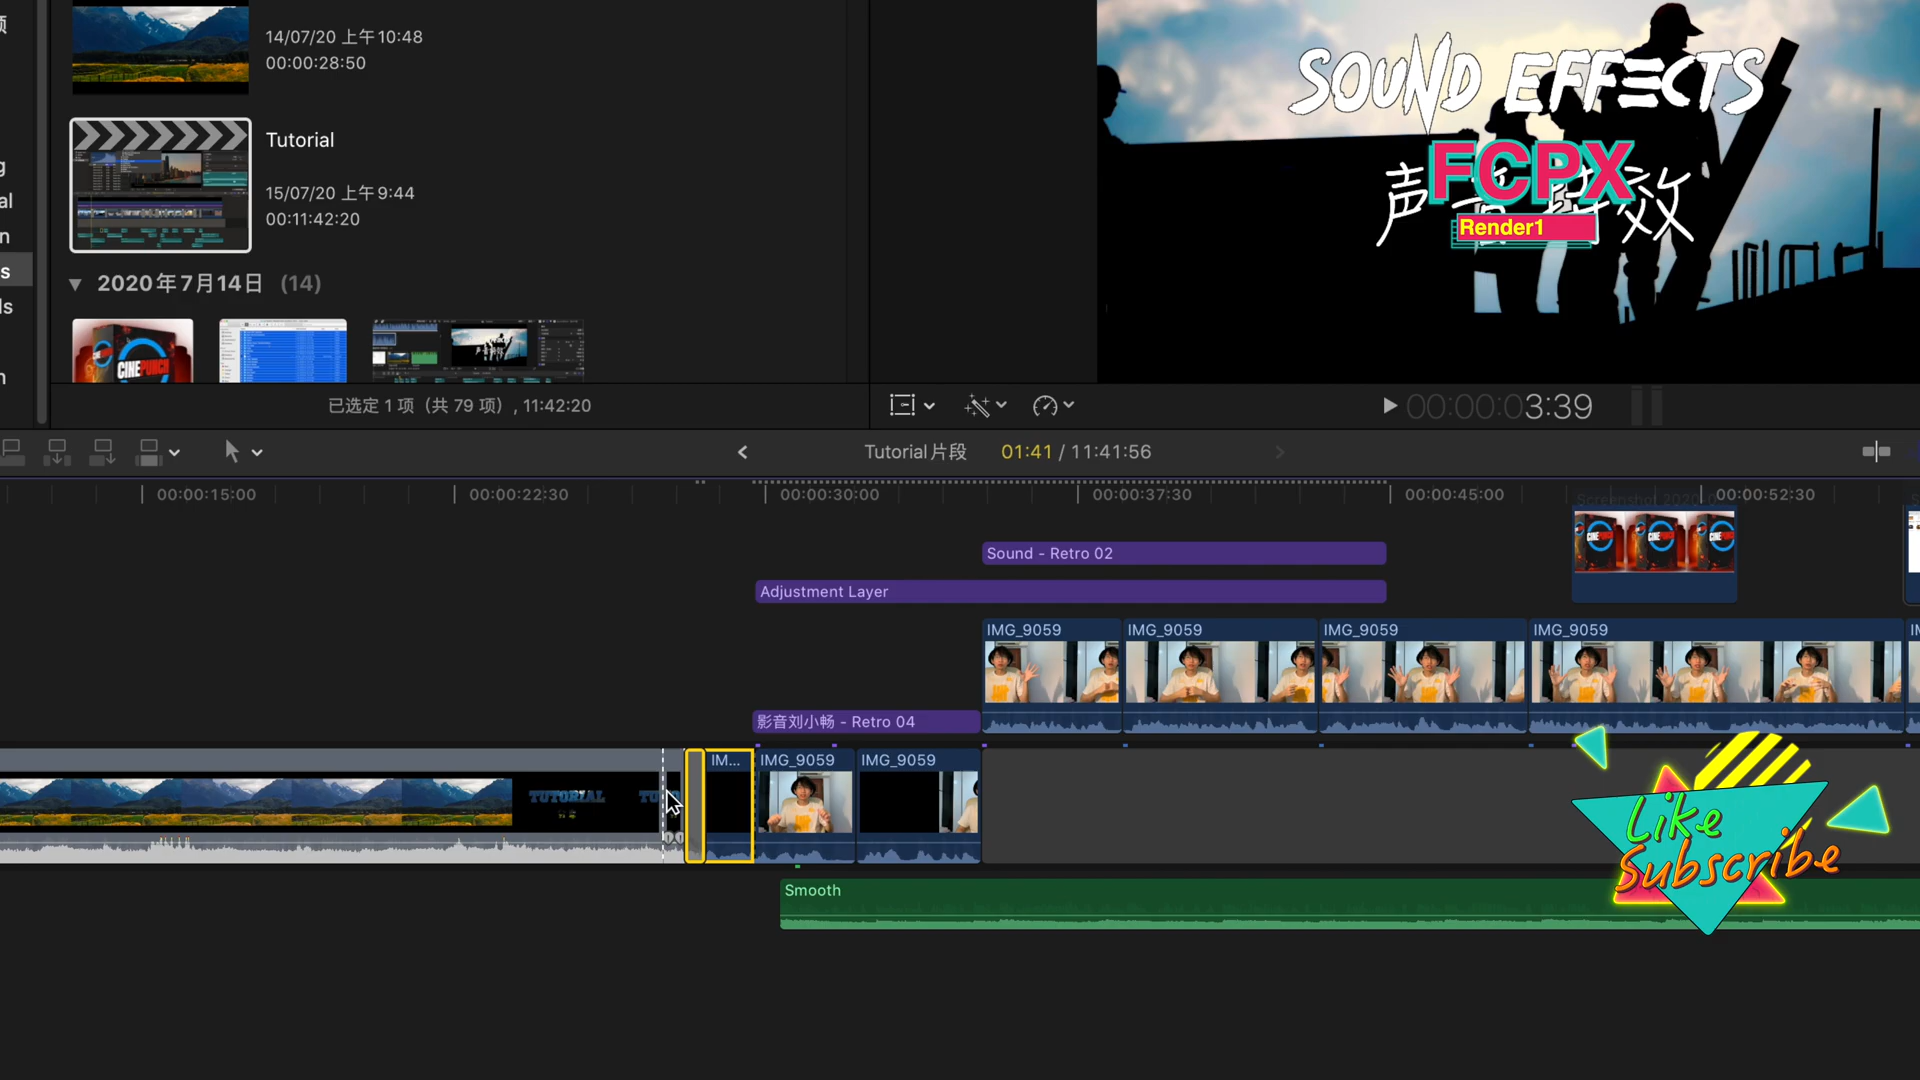 14/07/20 上午10:48
00:00:28:50
Tutorial
15/07/20 上午9:44
00:11:42:20
2020年7月14日 (14)
CINEPUNCH
已选定 1 项（共 79 项）, 11:42:20
SOUND EFFECTS
FCPX
Render1
00:00:03:39
Tutorial片段 01:41 / 11:41:56
00:00:15:00 00:00:22:30 00:00:30:00 00:00:37:30 00:00:45:00 00:00:52:30
Sound - Retro 02
Adjustment Layer
IMG_9059 IMG_9059 IMG_9059 IMG_9059
影音刘小畅 - Retro 04
IM... IMG_9059 IMG_9059
TUTORIAL
Smooth
Like
Subscribe